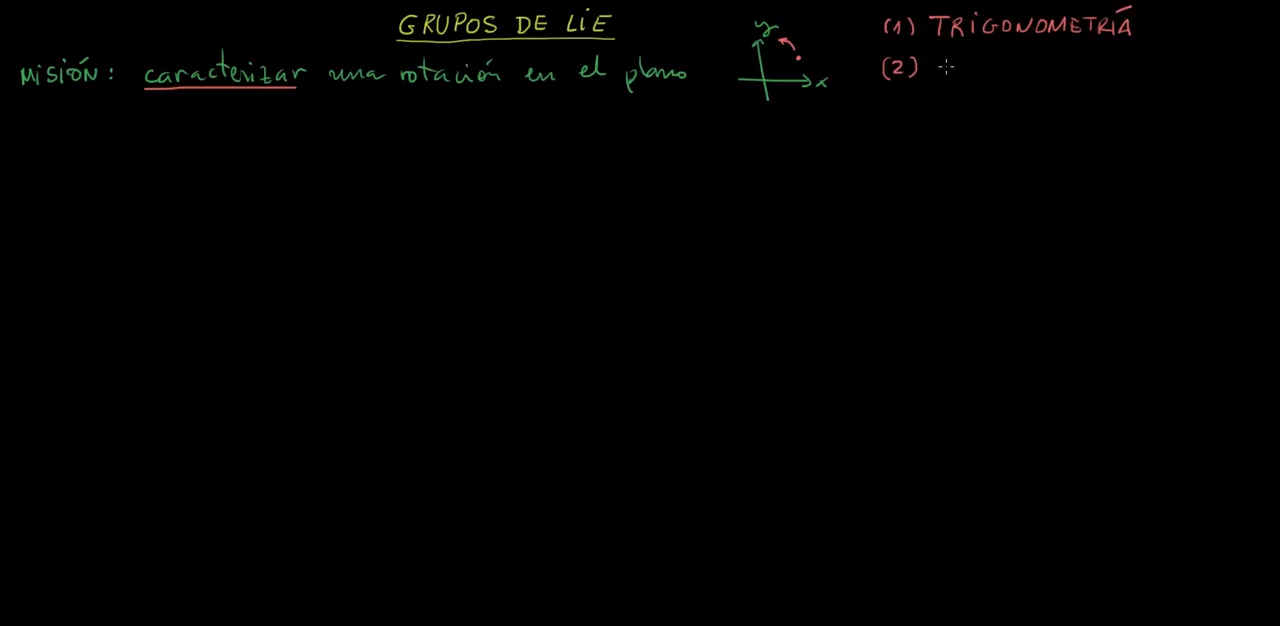 GRUPOS DE LIE
MISIÓN: caracterizar una rotación en el plano
y
x
(1) TRIGONOMETRÍA
(2)